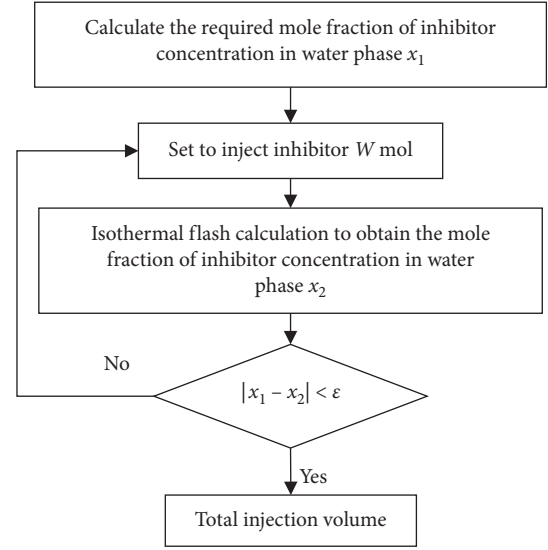 Calculate the required mole fraction of inhibitor
concentration in water phase x₁
Set to inject inhibitor W mol
Isothermal flash calculation to obtain the mole
fraction of inhibitor concentration in water
phase x₂
No
|x₁ – x₂| < ε
Yes
Total injection volume